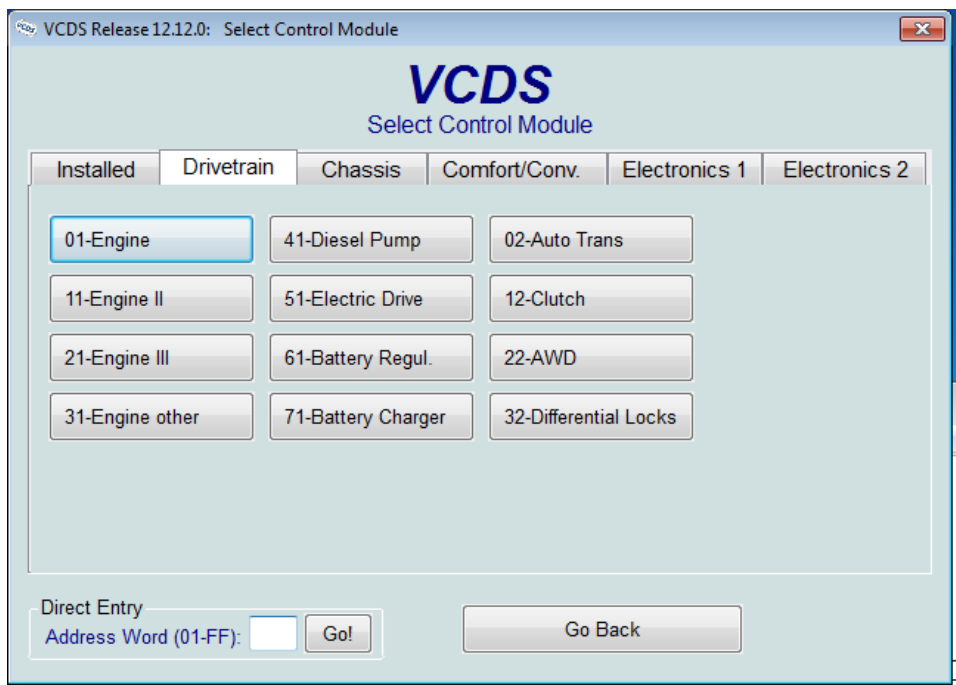 VCDS Release 12.12.0: Select Control Module
VCDS
Select Control Module
Installed Drivetrain Chassis Comfort/Conv. Electronics 1 Electronics 2
01-Engine 41-Diesel Pump 02-Auto Trans
11-Engine II 51-Electric Drive 12-Clutch
21-Engine III 61-Battery Regul. 22-AWD
31-Engine other 71-Battery Charger 32-Differential Locks
Direct Entry
Address Word (01-FF): Go! Go Back